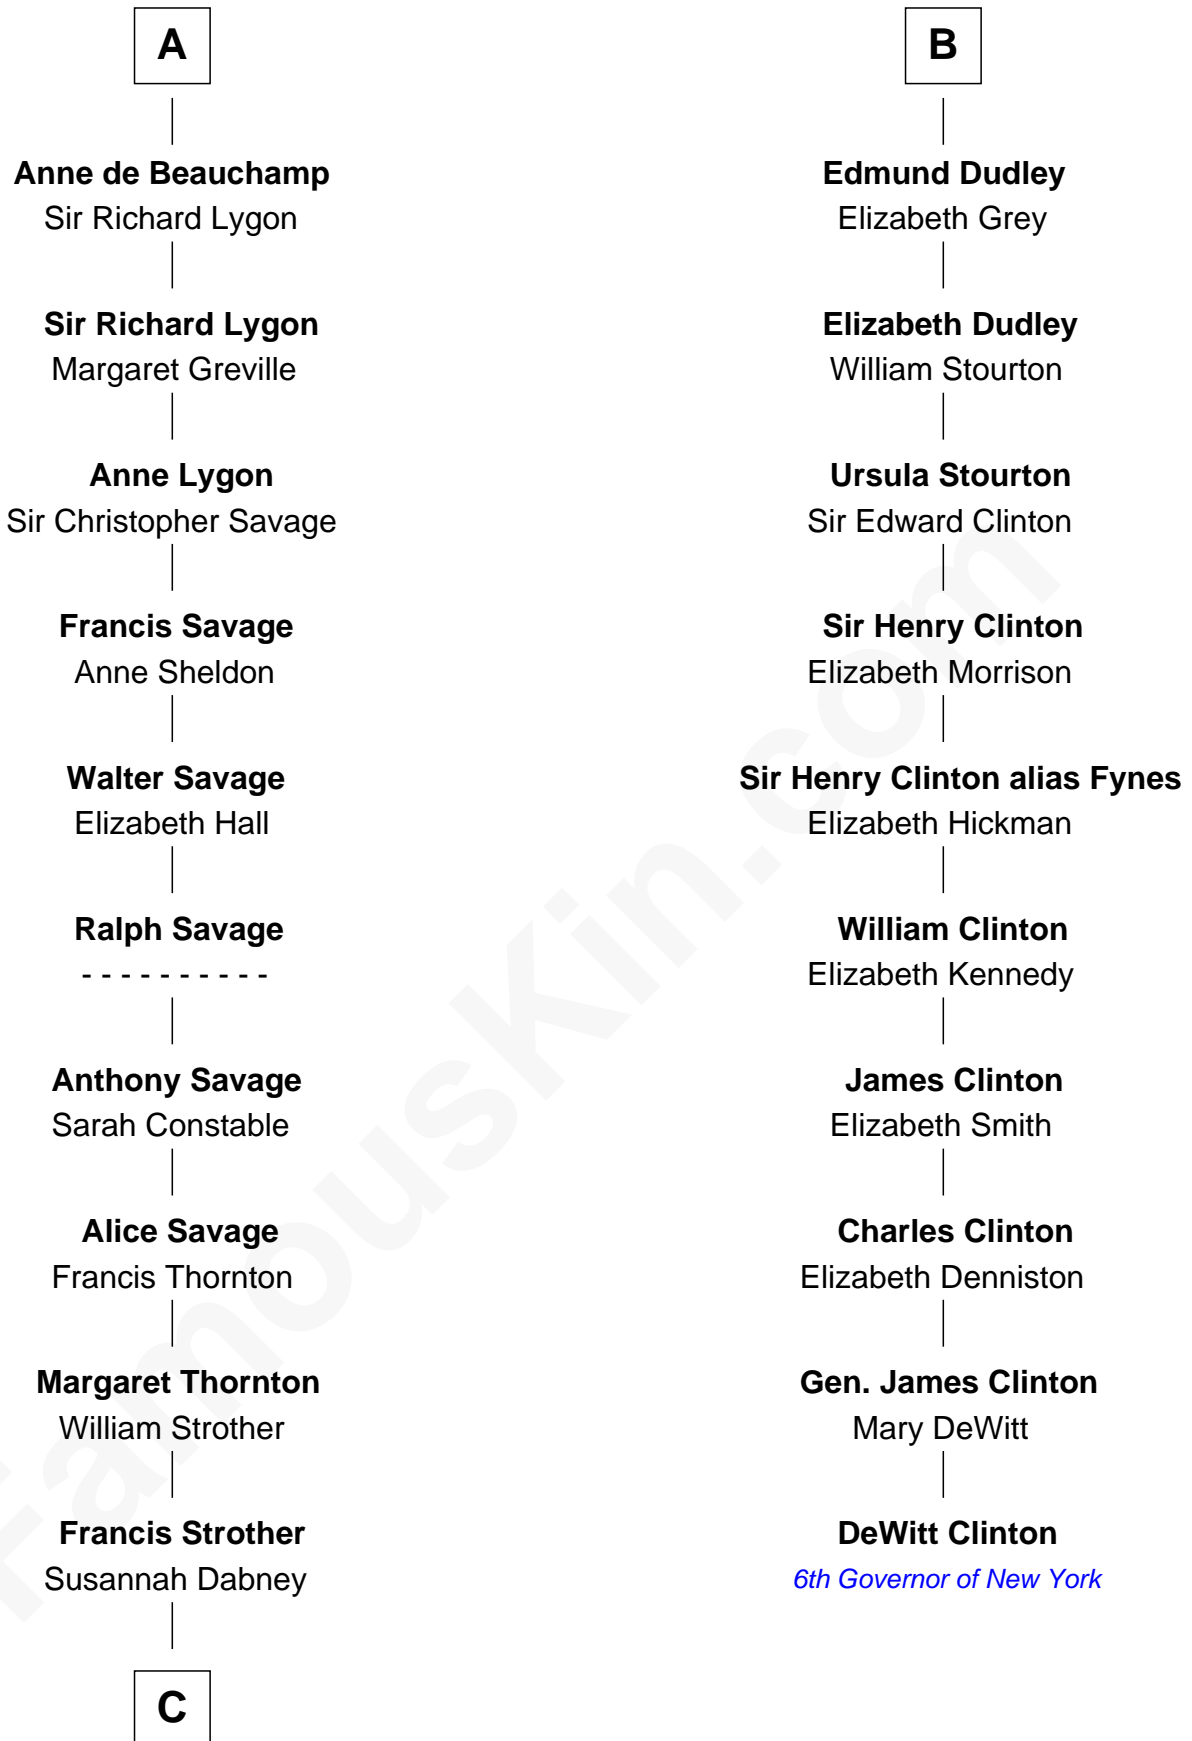 A
Anne de Beauchamp
Sir Richard Lygon
Sir Richard Lygon
Margaret Greville
Anne Lygon
Sir Christopher Savage
Francis Savage
Anne Sheldon
Walter Savage
Elizabeth Hall
Ralph Savage
- - - - - - - - - -
Anthony Savage
Sarah Constable
Alice Savage
Francis Thornton
Margaret Thornton
William Strother
Francis Strother
Susannah Dabney
C
B
Edmund Dudley
Elizabeth Grey
Elizabeth Dudley
William Stourton
Ursula Stourton
Sir Edward Clinton
Sir Henry Clinton
Elizabeth Morrison
Sir Henry Clinton alias Fynes
Elizabeth Hickman
William Clinton
Elizabeth Kennedy
James Clinton
Elizabeth Smith
Charles Clinton
Elizabeth Denniston
Gen. James Clinton
Mary DeWitt
DeWitt Clinton
6th Governor of New York
FamousKin.com